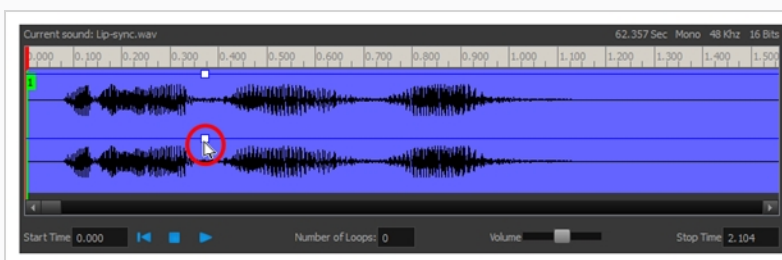 Current sound: Lip-sync.wav 62.357 Sec Mono 48 Khz 16 Bits
0.000 0.100 0.200 0.300 0.400 0.500 0.600 0.700 0.800 0.900 1.000 1.100 1.200 1.300 1.400 1.500
1
Start Time 0.000 Number of Loops: 0 Volume Stop Time 2.104